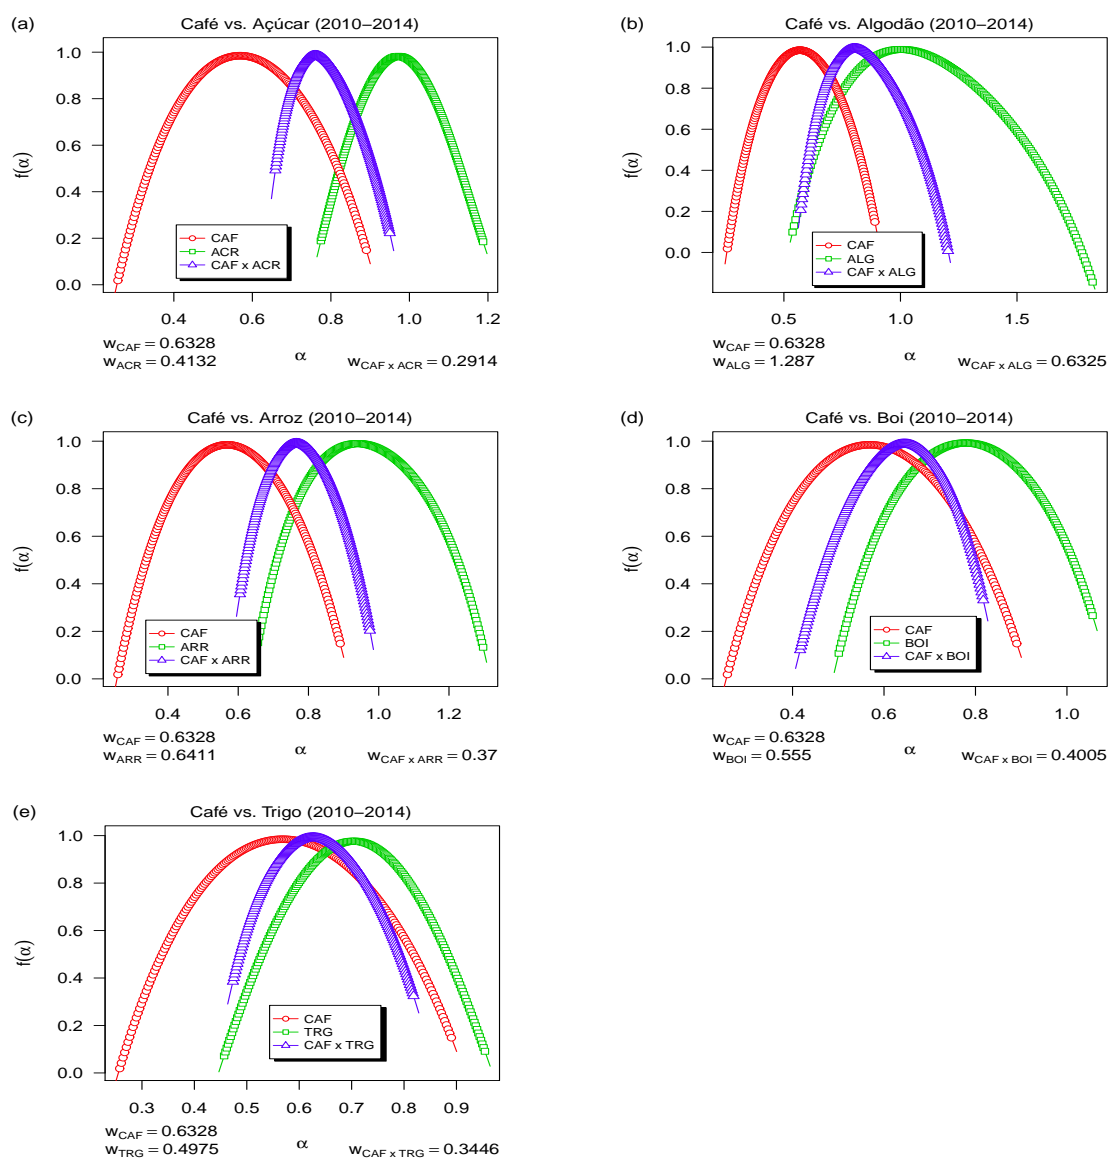 (a)
Café vs. Açúcar (2010−2014)
f(α)
1.0
0.8
0.6
0.4
0.2
0.0
CAF
ACR
CAF x ACR
0.4 0.6 0.8 1.0 1.2
α
wCAF = 0.6328
wACR = 0.4132
wCAF x ACR = 0.2914
(b)
Café vs. Algodão (2010−2014)
f(α)
1.0
0.8
0.6
0.4
0.2
0.0
CAF
ALG
CAF x ALG
0.5 1.0 1.5
α
wCAF = 0.6328
wALG = 1.287
wCAF x ALG = 0.6325
(c)
Café vs. Arroz (2010−2014)
f(α)
1.0
0.8
0.6
0.4
0.2
0.0
CAF
ARR
CAF x ARR
0.4 0.6 0.8 1.0 1.2
α
wCAF = 0.6328
wARR = 0.6411
wCAF x ARR = 0.37
(d)
Café vs. Boi (2010−2014)
f(α)
1.0
0.8
0.6
0.4
0.2
0.0
CAF
BOI
CAF x BOI
0.4 0.6 0.8 1.0
α
wCAF = 0.6328
wBOI = 0.555
wCAF x BOI = 0.4005
(e)
Café vs. Trigo (2010−2014)
f(α)
1.0
0.8
0.6
0.4
0.2
0.0
CAF
TRG
CAF x TRG
0.3 0.4 0.5 0.6 0.7 0.8 0.9
α
wCAF = 0.6328
wTRG = 0.4975
wCAF x TRG = 0.3446